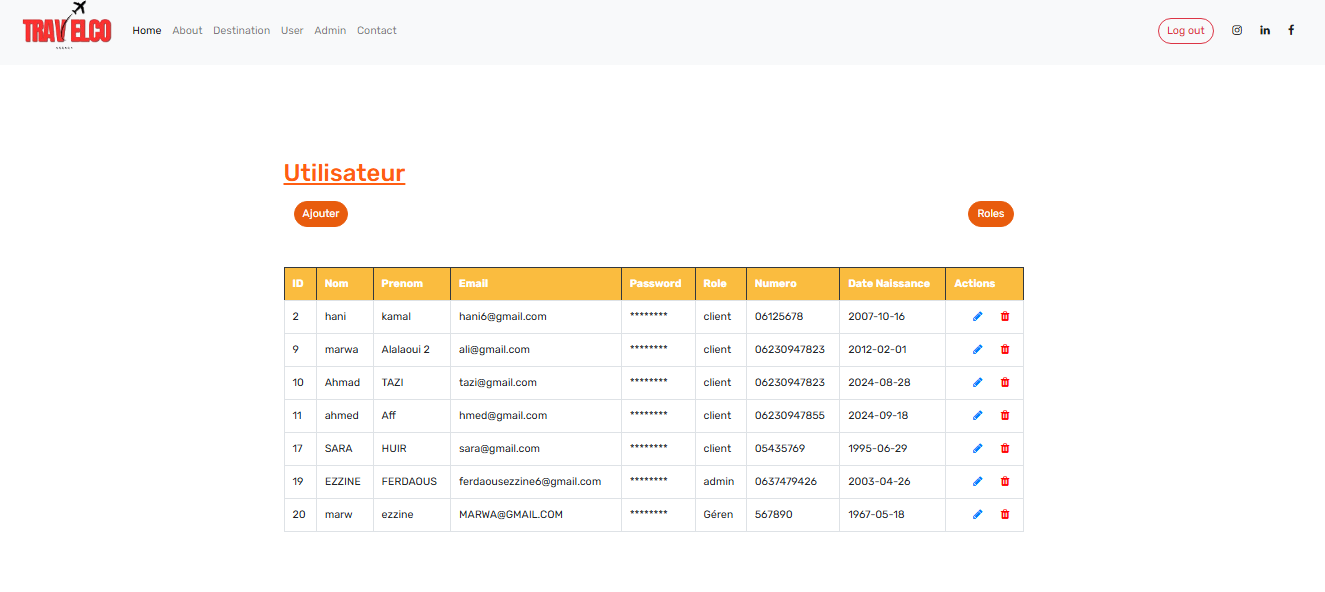 TRAVELCO
AGENCY
Home About Destination User Admin Contact Log out
Utilisateur
Ajouter Roles
ID Nom Prenom Email Password Role Numero Date Naissance Actions
2 hani kamal hani6@gmail.com ******** client 06125678 2007-10-16
9 marwa Alalaoui 2 ali@gmail.com ******** client 06230947823 2012-02-01
10 Ahmad TAZI tazi@gmail.com ******** client 06230947823 2024-08-28
11 ahmed Aff hmed@gmail.com ******** client 06230947855 2024-09-18
17 SARA HUIR sara@gmail.com ******** client 05435769 1995-06-29
19 EZZINE FERDAOUS ferdaousezzine6@gmail.com ******** admin 0637479426 2003-04-26
20 marw ezzine MARWA@GMAIL.COM ******** Géren 567890 1967-05-18